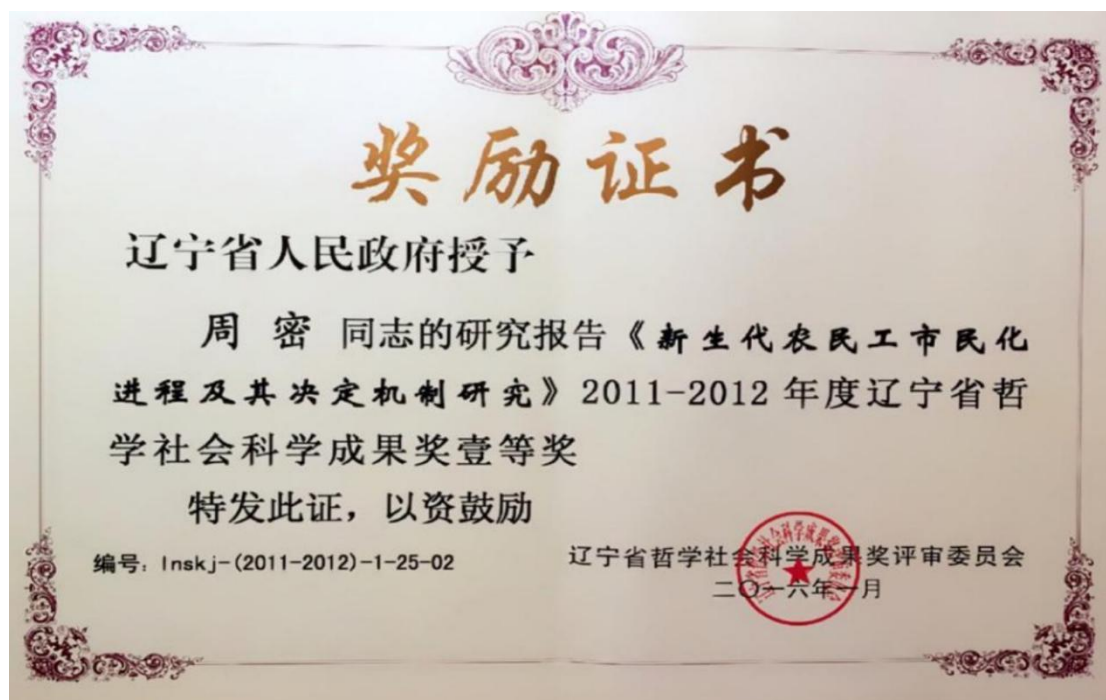 奖励证书
辽宁省人民政府授予
周 密 同志的研究报告《新生代农民工市民化
进程及其决定机制研究》2011-2012年度辽宁省哲
学社会科学成果奖壹等奖
特发此证，以资鼓励
编号：lnskj-(2011-2012)-1-25-02
辽宁省哲学社会科学成果奖评审委员会
二〇一六年一月